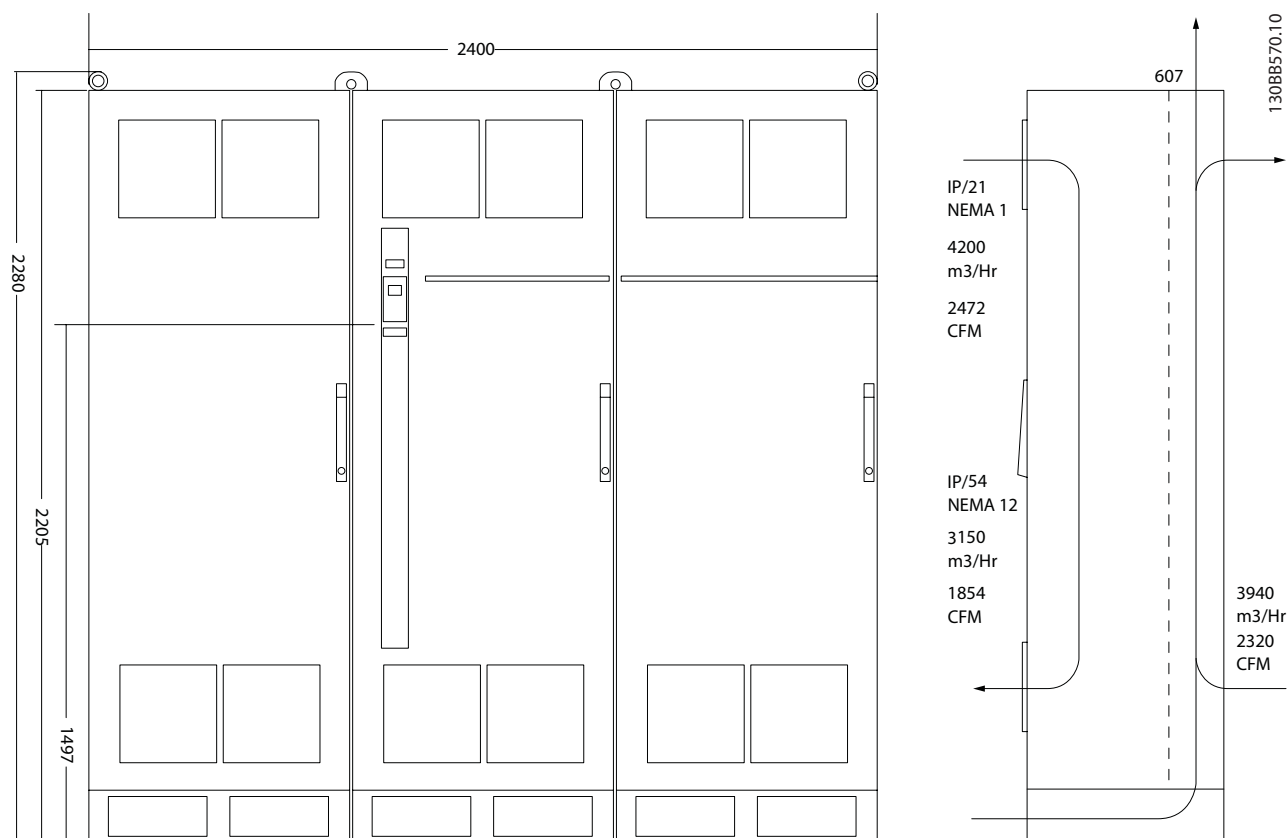 2400
2280
2205
1497
607
130BB570.10
IP/21
NEMA 1
4200
m3/Hr
2472
CFM
IP/54
NEMA 12
3150
m3/Hr
1854
CFM
3940
m3/Hr
2320
CFM